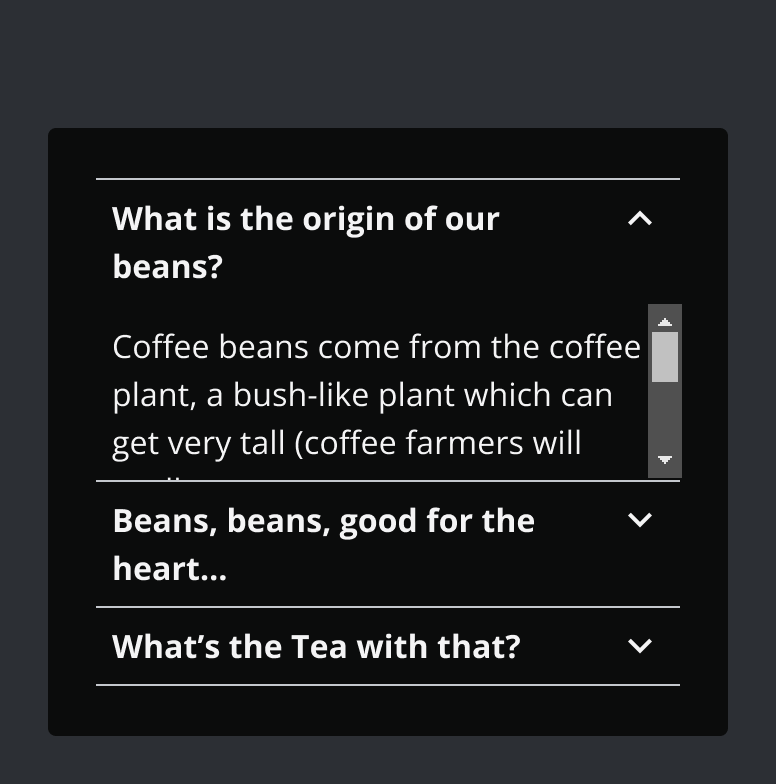 What is the origin of our
beans?
Coffee beans come from the coffee
plant, a bush-like plant which can
get very tall (coffee farmers will
Beans, beans, good for the
heart...
What’s the Tea with that?